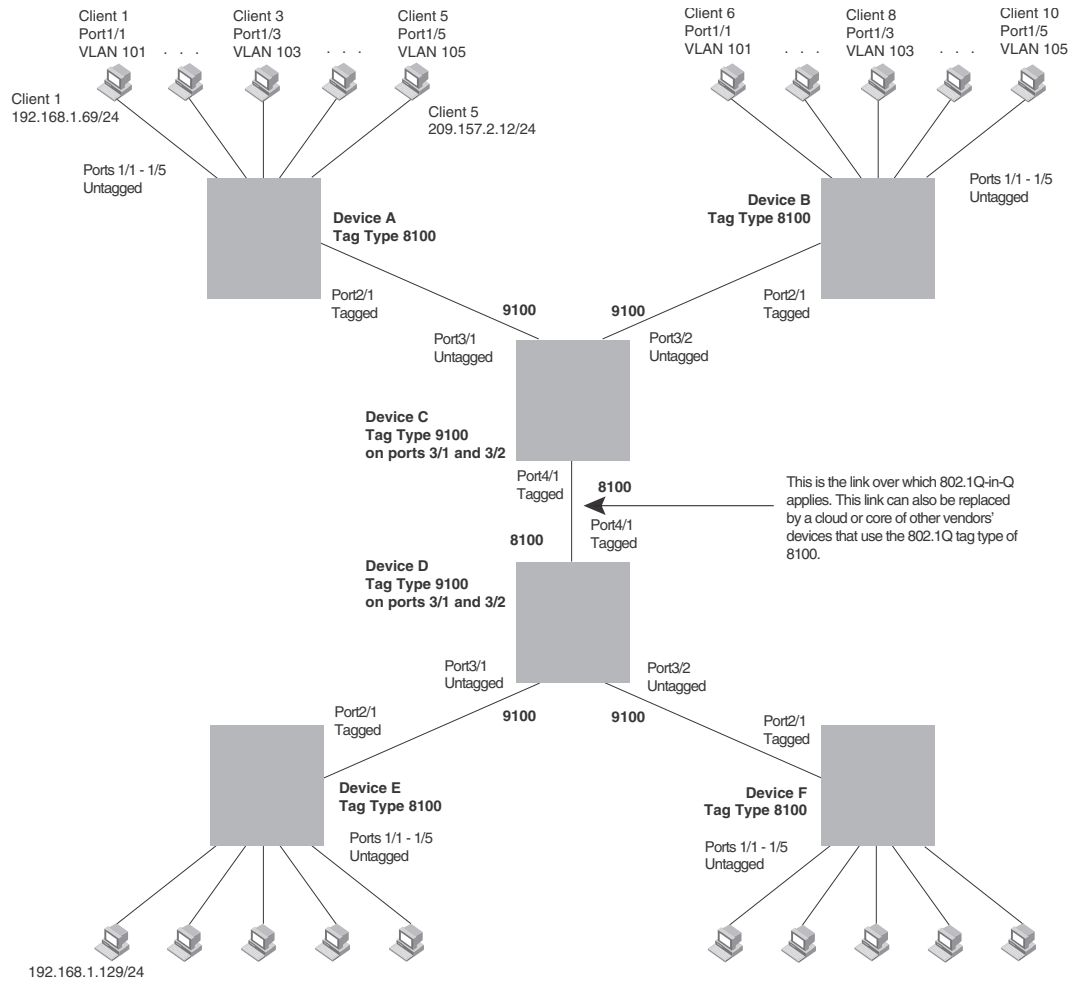 Client 1
Port1/1
VLAN 101
. . .
Client 3
Port1/3
VLAN 103
. . .
Client 5
Port1/5
VLAN 105
Client 6
Port1/1
VLAN 101
. . .
Client 8
Port1/3
VLAN 103
. . .
Client 10
Port1/5
VLAN 105
Client 1
192.168.1.69/24
Client 5
209.157.2.12/24
Ports 1/1 - 1/5
Untagged
Ports 1/1 - 1/5
Untagged
Device A
Tag Type 8100
Device B
Tag Type 8100
Port2/1
Tagged
9100
9100
Port2/1
Tagged
Port3/1
Untagged
Port3/2
Untagged
Device C
Tag Type 9100
on ports 3/1 and 3/2
Port4/1
Tagged
8100
This is the link over which 802.1Q-in-Q
applies. This link can also be replaced
by a cloud or core of other vendors'
devices that use the 802.1Q tag type of
8100.
8100
Port4/1
Tagged
Device D
Tag Type 9100
on ports 3/1 and 3/2
Port3/1
Untagged
Port3/2
Untagged
Port2/1
Tagged
9100
9100
Port2/1
Tagged
Device E
Tag Type 8100
Device F
Tag Type 8100
Ports 1/1 - 1/5
Untagged
Ports 1/1 - 1/5
Untagged
192.168.1.129/24